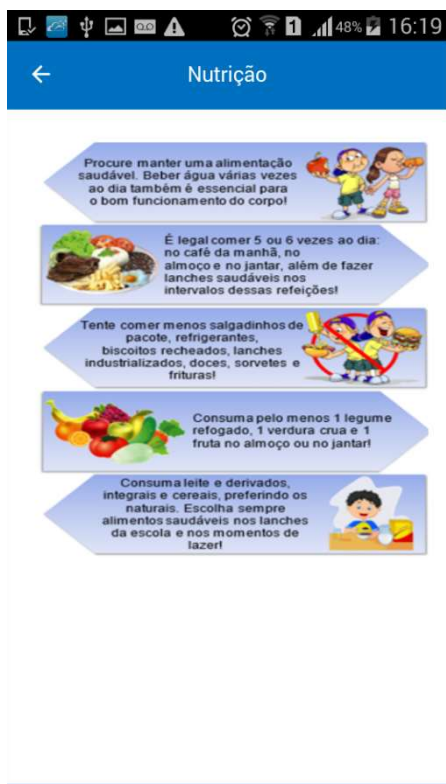 48% 16:19
Nutrição
Procure manter uma alimentação
saudável. Beber água várias vezes
ao dia também é essencial para
o bom funcionamento do corpo!
É legal comer 5 ou 6 vezes ao dia:
no café da manhã, no
almoço e no jantar, além de fazer
lanches saudáveis nos
intervalos dessas refeições!
Tente comer menos salgadinhos de
pacote, refrigerantes,
biscoitos recheados, lanches
industrializados, doces, sorvetes e
frituras!
Consuma pelo menos 1 legume
refogado, 1 verdura crua e 1
fruta no almoço ou no jantar!
Consuma leite e derivados,
integrais e cereais, preferindo os
naturais. Escolha sempre
alimentos saudáveis nos lanches
da escola e nos momentos de
lazer!